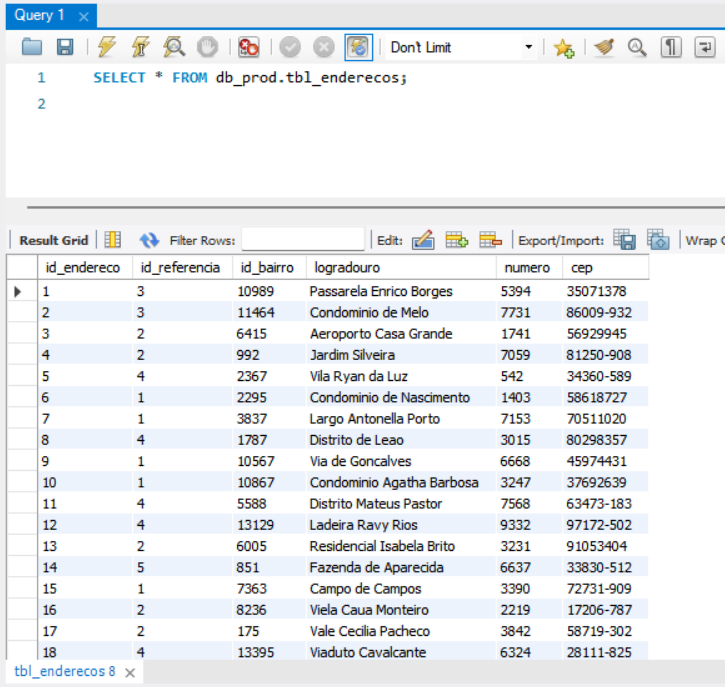 Query 1
Don't Limit
1 SELECT * FROM db_prod.tbl_enderecos;
2
Result Grid Filter Rows: Edit: Export/Import: Wrap C
id_endereco id_referencia id_bairro logradouro numero cep
1 3 10989 Passarela Enrico Borges 5394 35071378
2 3 11464 Condominio de Melo 7731 86009-932
3 2 6415 Aeroporto Casa Grande 1741 56929945
4 2 992 Jardim Silveira 7059 81250-908
5 4 2367 Vila Ryan da Luz 542 34360-589
6 1 2295 Condominio de Nascimento 1403 58618727
7 1 3837 Largo Antonella Porto 7153 70511020
8 4 1787 Distrito de Leao 3015 80298357
9 1 10567 Via de Goncalves 6668 45974431
10 1 10867 Condominio Agatha Barbosa 3247 37692639
11 4 5588 Distrito Mateus Pastor 7568 63473-183
12 4 13129 Ladeira Ravy Rios 9332 97172-502
13 2 6005 Residencial Isabela Brito 3231 91053404
14 5 851 Fazenda de Aparecida 6637 33830-512
15 1 7363 Campo de Campos 3390 72731-909
16 2 8236 Viela Caua Monteiro 2219 17206-787
17 2 175 Vale Cecilia Pacheco 3842 58719-302
18 4 13395 Viaduto Cavalcante 6324 28111-825
tbl_enderecos 8